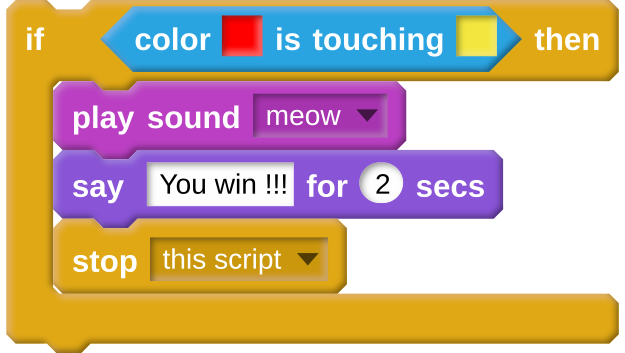 if color is touching then
play sound meow
say You win !!! for 2 secs
stop this script